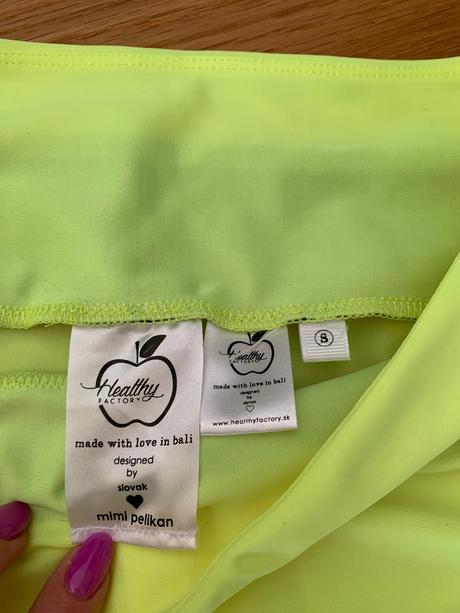 Healthy
FACTORY
made with love in bali
designed
by
slovak
mimi pelikan
Healthy
FACTORY
made with love in bali
designed
by
slovak
www.healthyfactory.sk
S